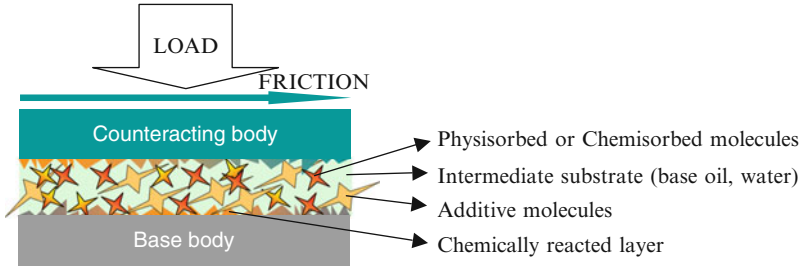 LOAD
FRICTION
Counteracting body
Physisorbed or Chemisorbed molecules
Intermediate substrate (base oil, water)
Additive molecules
Base body
Chemically reacted layer